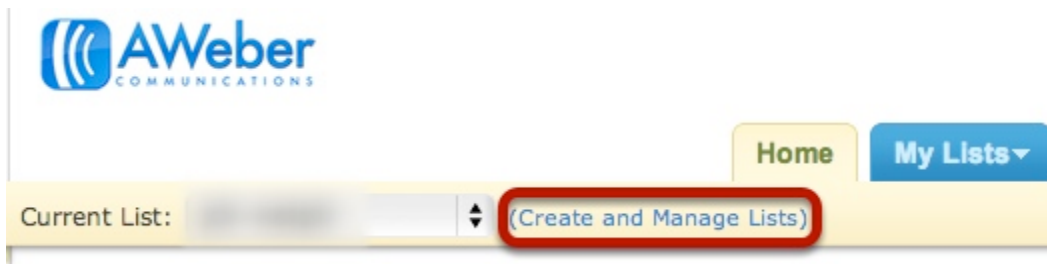 AWeber
COMMUNICATIONS
Home My Lists
Current List: (Create and Manage Lists)